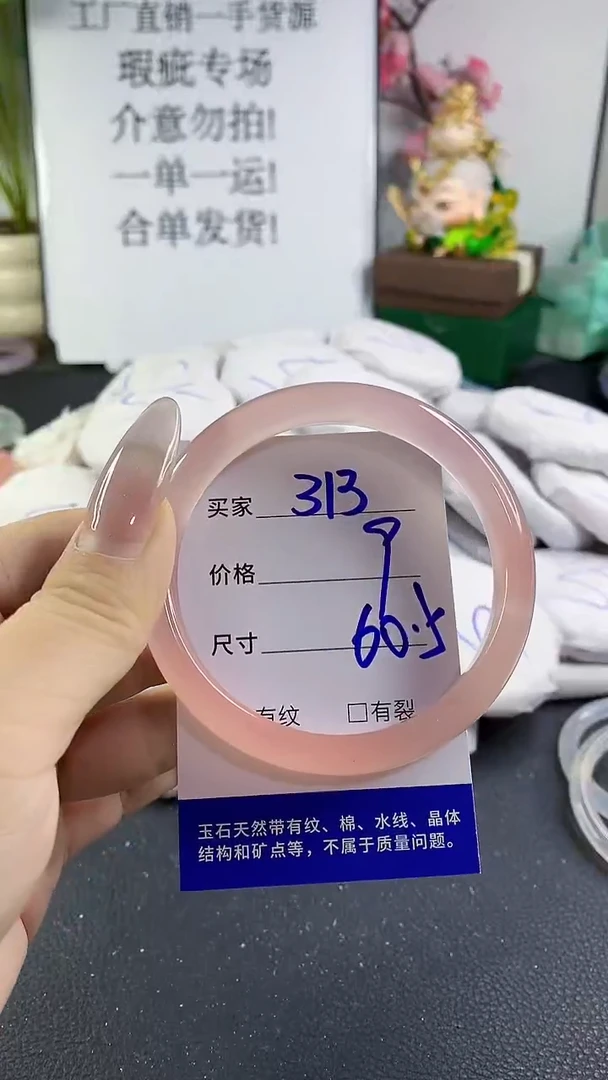 工厂直销一手货源
瑕疵专场
介意勿拍!
一单一运!
合单发货!
买家 313
价格
尺寸 60.5
有纹 □有裂
玉石天然带有纹、棉、水线、晶体
结构和矿点等，不属于质量问题。